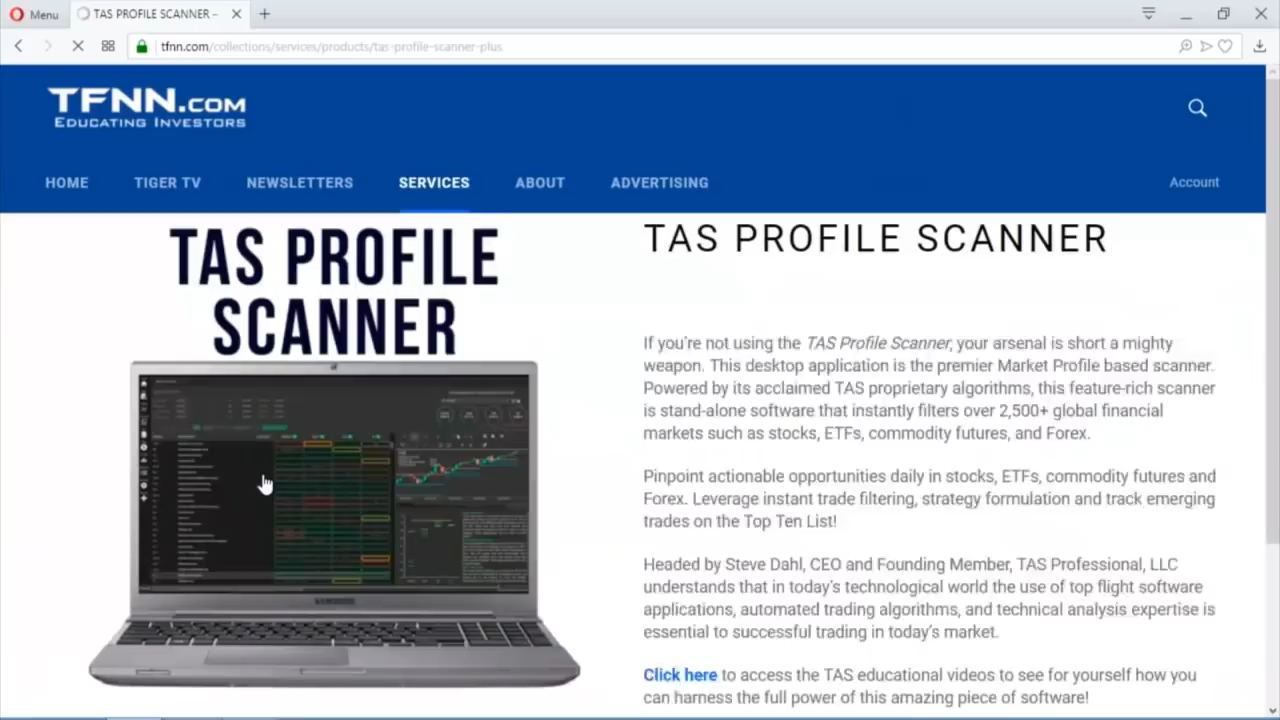 Menu
TAS PROFILE SCANNER –
tfnn.com/collections/services/products/tas-profile-scanner-plus
TFNN.COM
EDUCATING INVESTORS
HOME TIGER TV NEWSLETTERS SERVICES ABOUT ADVERTISING Account
TAS PROFILE
SCANNER
TAS PROFILE SCANNER
If you're not using the TAS Profile Scanner, your arsenal is short a mighty
weapon. This desktop application is the premier Market Profile based scanner.
Powered by its acclaimed TAS proprietary algorithms, this feature-rich scanner
is stand-alone software that instantly filters over 2,500+ global financial
markets such as stocks, ETFs, commodity futures, and Forex.
Pinpoint actionable opportunities daily in stocks, ETFs, commodity futures and
Forex. Leverage instant trade filtering, strategy formulation and track emerging
trades on the Top Ten List!
Headed by Steve Dahl, CEO and Founding Member, TAS Professional, LLC
understands that in today's technological world the use of top flight software
applications, automated trading algorithms, and technical analysis expertise is
essential to successful trading in today's market.
Click here to access the TAS educational videos to see for yourself how you
can harness the full power of this amazing piece of software!